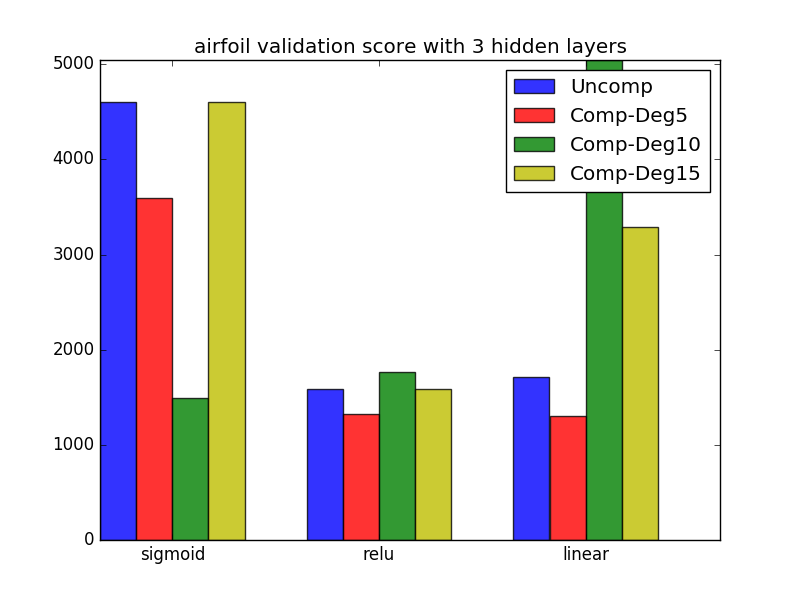 airfoil validation score with 3 hidden layers
5000
4000
3000
2000
1000
0
Uncomp
Comp-Deg5
Comp-Deg10
Comp-Deg15
sigmoid relu linear